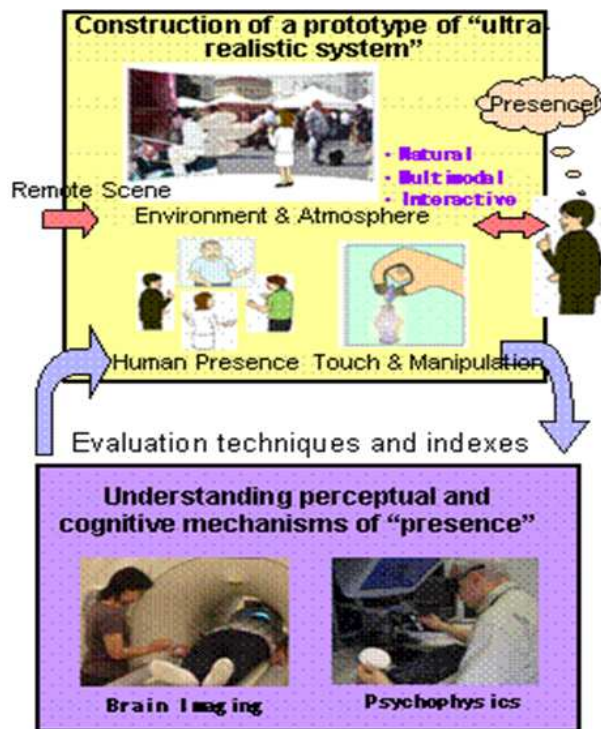 Construction of a prototype of “ultra-
realistic system”
Presence!
• Natural
• Multimodal
• Interactive
Remote Scene
Environment & Atmosphere
Human Presence
Touch & Manipulation
Evaluation techniques and indexes
Understanding perceptual and
cognitive mechanisms of “presence”
Brain Imaging
Psychophysics